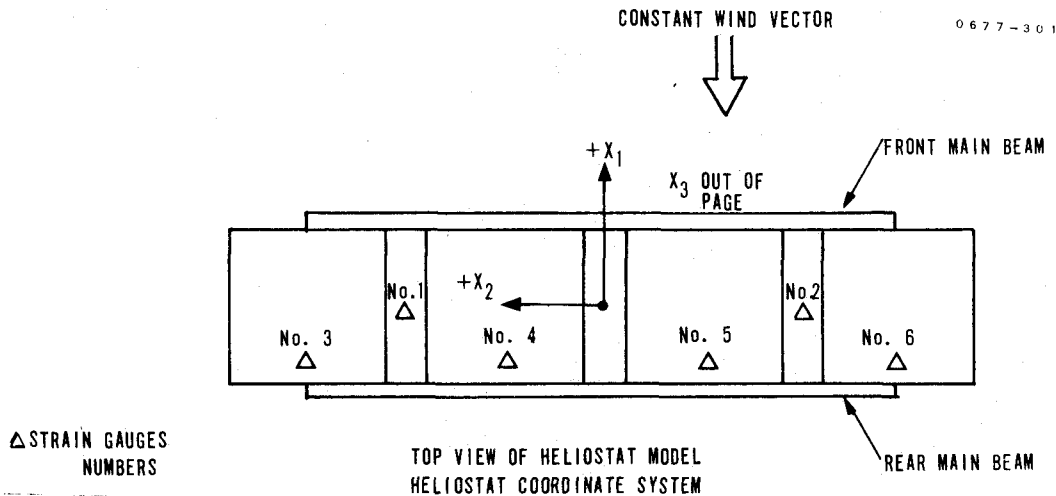 CONSTANT WIND VECTOR
0677-301
FRONT MAIN BEAM
+X1
X3 OUT OF
PAGE
+X2
No.1
No.2
No. 3
No. 4
No. 5
No. 6
△ STRAIN GAUGES
NUMBERS
TOP VIEW OF HELIOSTAT MODEL
HELIOSTAT COORDINATE SYSTEM
REAR MAIN BEAM